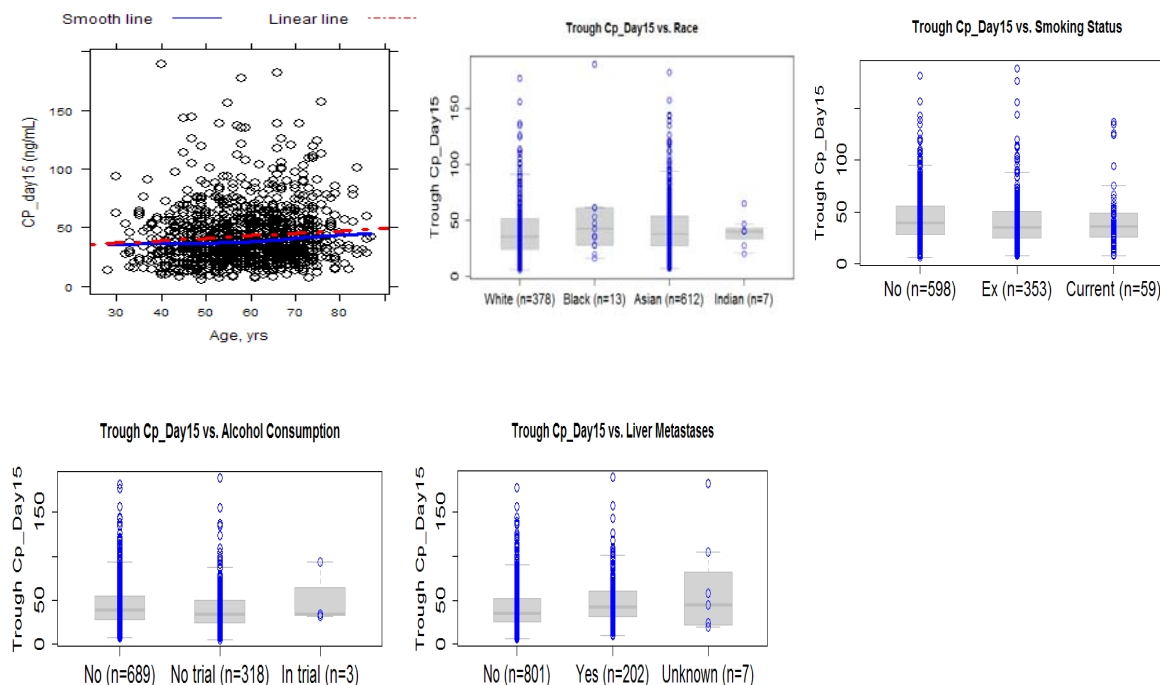 Smooth line Linear line
CP_day15 (ng/mL)
150
100
50
0
30 40 50 60 70 80
Age, yrs
Trough Cp_Day15 vs. Race
Trough Cp_Day15
150
100
50
0
White (n=378) Black (n=13) Asian (n=612) Indian (n=7)
Trough Cp_Day15 vs. Smoking Status
Trough Cp_Day15
100
50
0
No (n=598) Ex (n=353) Current (n=59)
Trough Cp_Day15 vs. Alcohol Consumption
Trough Cp_Day15
150
50
0
No (n=689) No trial (n=318) In trial (n=3)
Trough Cp_Day15 vs. Liver Metastases
Trough Cp_Day15
150
50
0
No (n=801) Yes (n=202) Unknown (n=7)